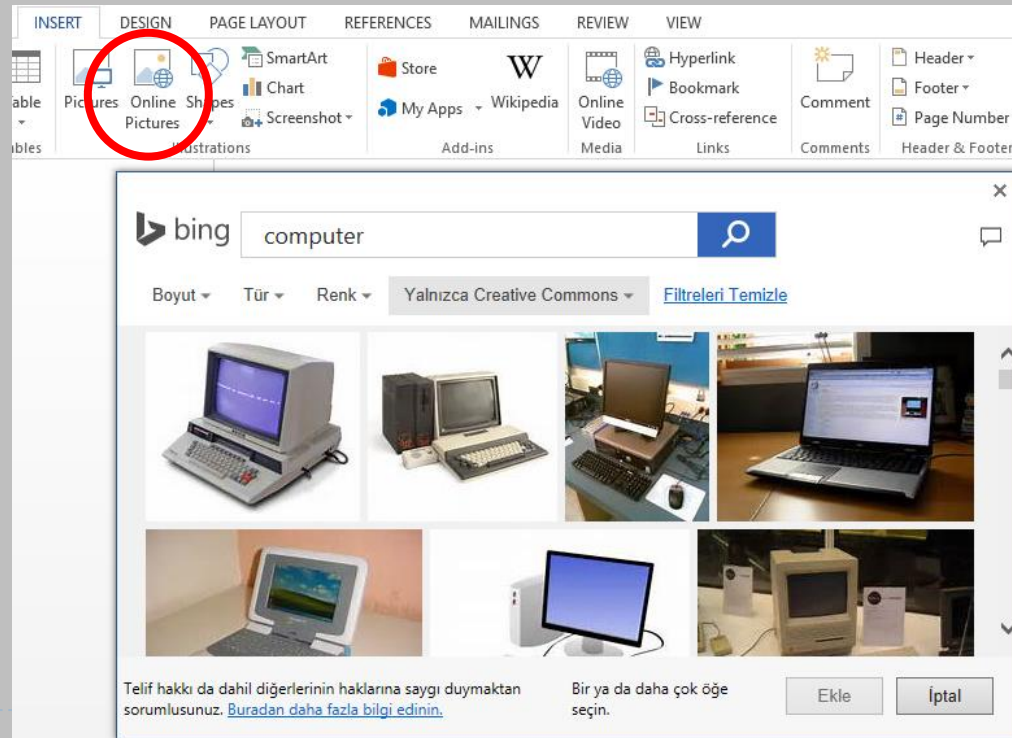 INSERT DESIGN PAGE LAYOUT REFERENCES MAILINGS REVIEW VIEW
able Pictures Online Pictures Shapes SmartArt Chart Screenshot
Store My Apps W Wikipedia
Online Video
Hyperlink Bookmark Cross-reference
Comment
Header Footer Page Number
bles Illustrations Add-ins Media Links Comments Header & Footer
bing computer
Boyut Tür Renk Yalnızca Creative Commons Filtreleri Temizle
Telif hakkı da dahil diğerlerinin haklarına saygı duymaktan
sorumlusunuz. Buradan daha fazla bilgi edinin.
Bir ya da daha çok öğe
seçin.
Ekle İptal